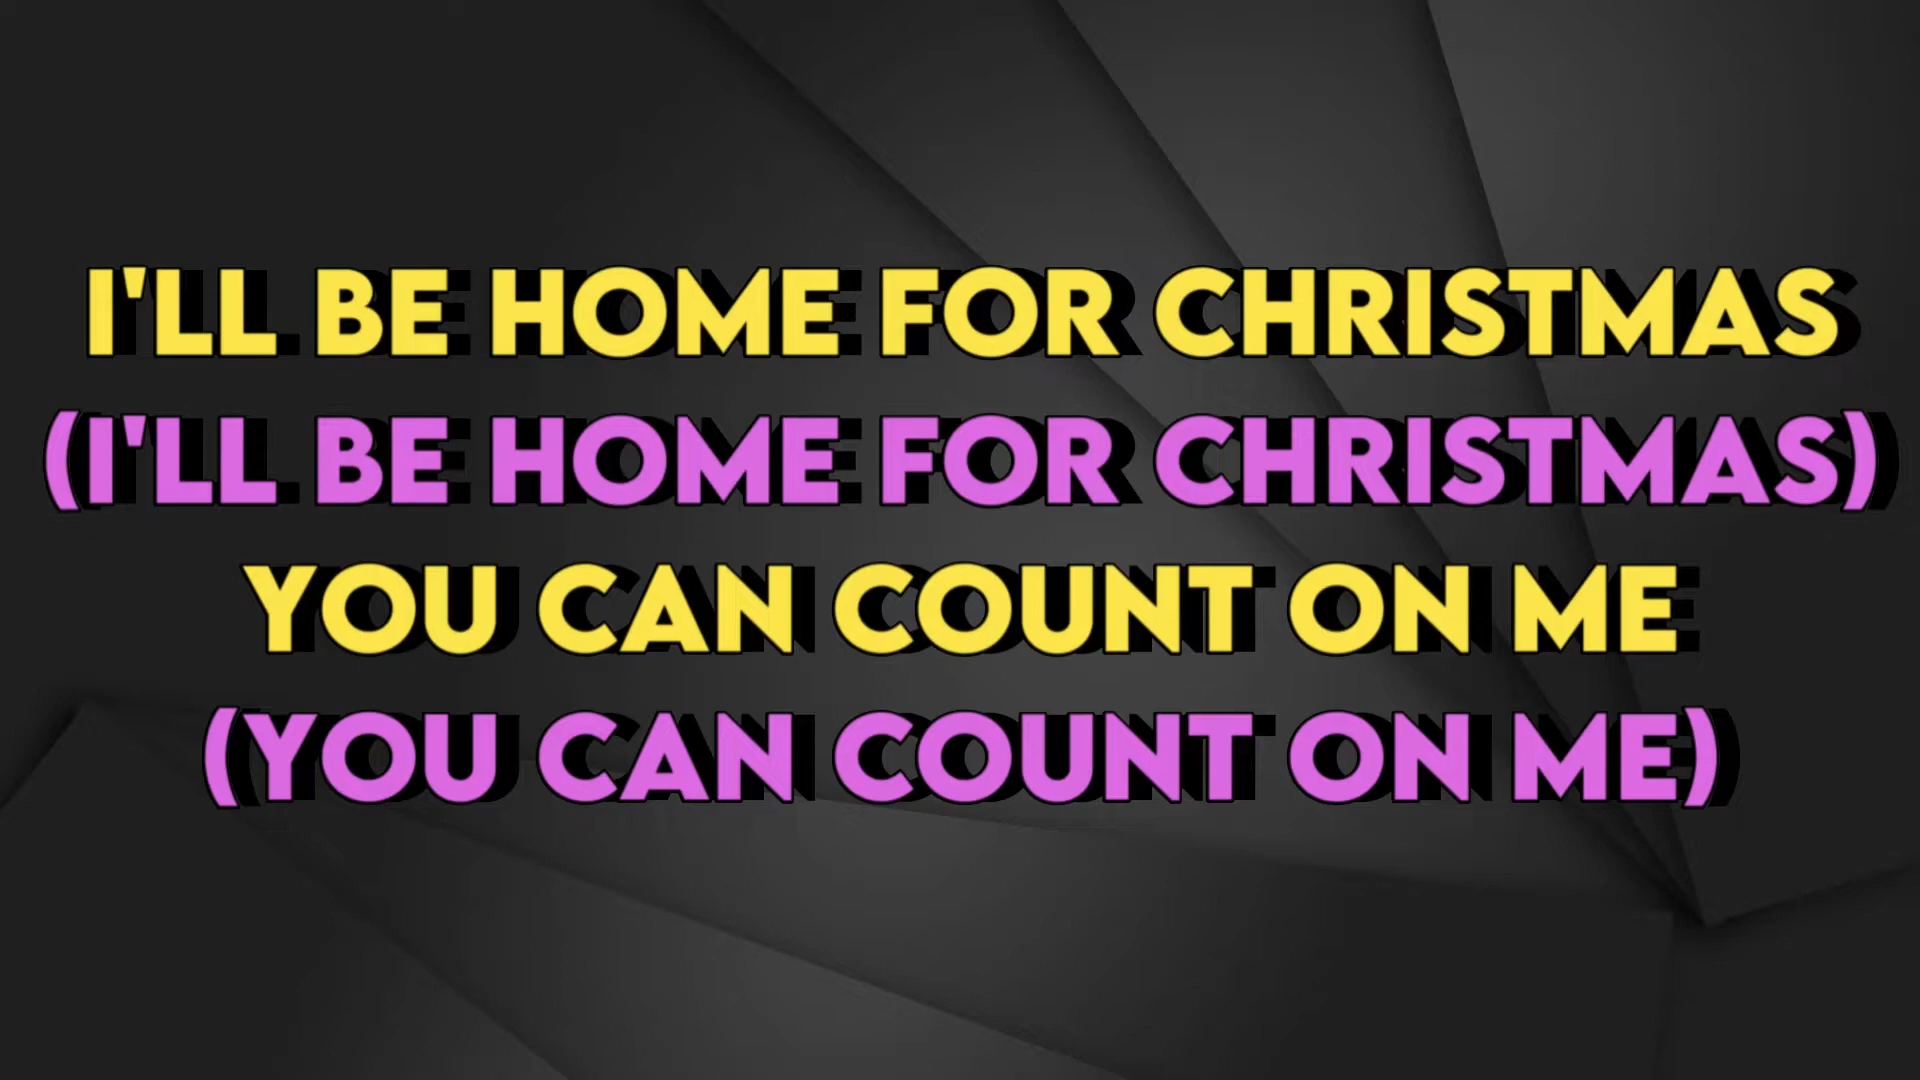 I'LL BE HOME FOR CHRISTMAS
(I'LL BE HOME FOR CHRISTMAS)
YOU CAN COUNT ON ME
(YOU CAN COUNT ON ME)